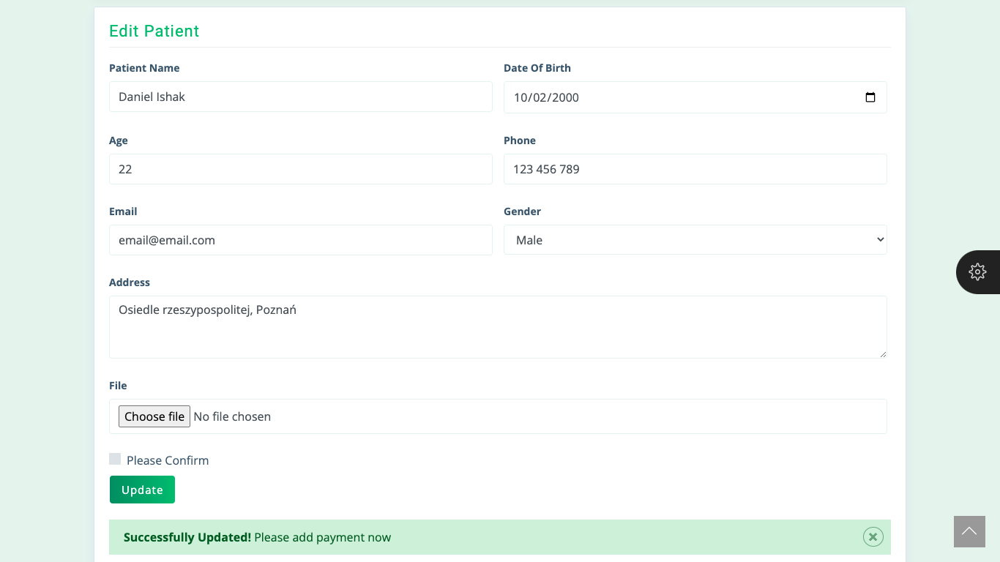 Edit Patient
Patient Name
Date Of Birth
Daniel Ishak
10/02/2000
Age
Phone
22
123 456 789
Email
Gender
email@email.com
Male
Address
Osiedle rzeszypospolitej, Poznań
File
Choose file No file chosen
Please Confirm
Update
Successfully Updated! Please add payment now